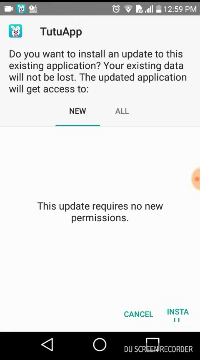 12:59 PM
TutuApp
Do you want to install an update to this
existing application? Your existing data
will not be lost. The updated application
will get access to:
NEW ALL
This update requires no new
permissions.
CANCEL INSTA
LL
DU SCREEN RECORDER